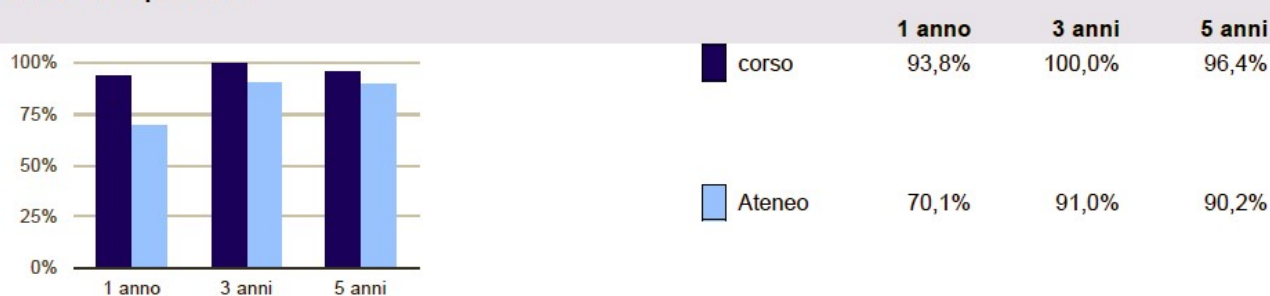 1 anno 3 anni 5 anni
100%
75%
50%
25%
0%
1 anno 3 anni 5 anni
corso 93,8% 100,0% 96,4%
Ateneo 70,1% 91,0% 90,2%